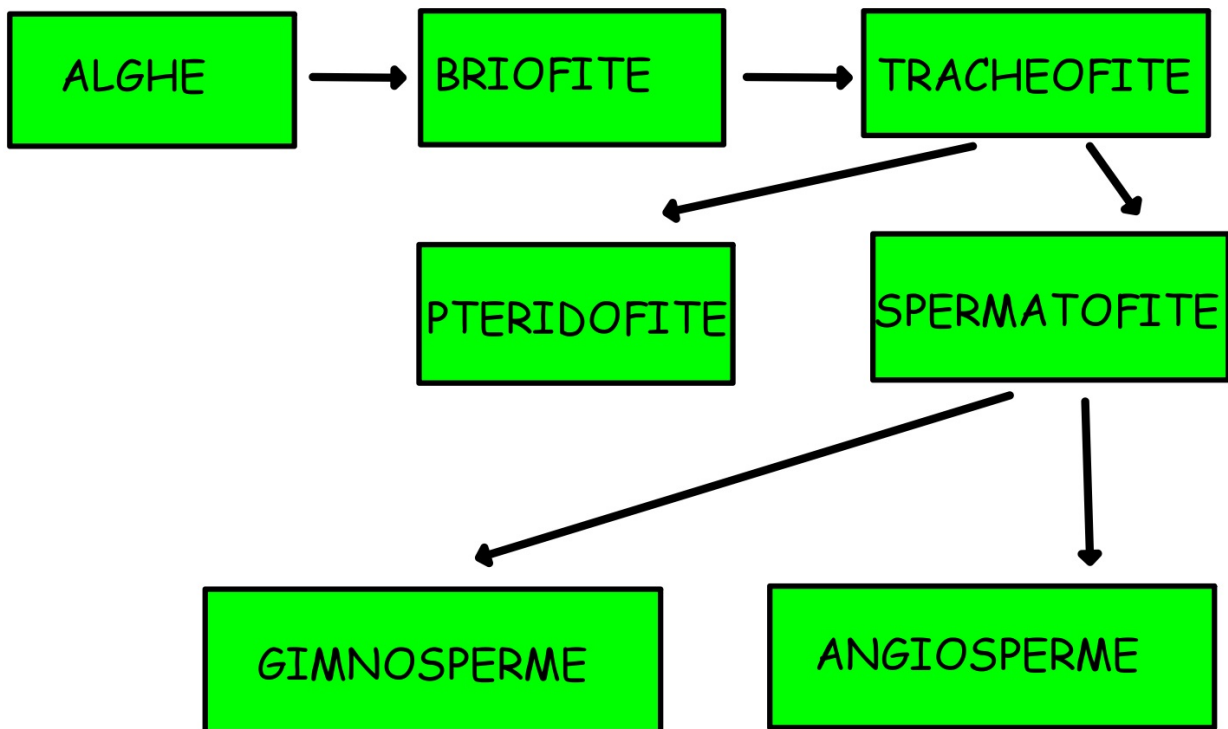 ALGHE
BRIOFITE
TRACHEOFITE
PTERIDOFITE
SPERMATOFITE
GIMNOSPERME
ANGIOSPERME